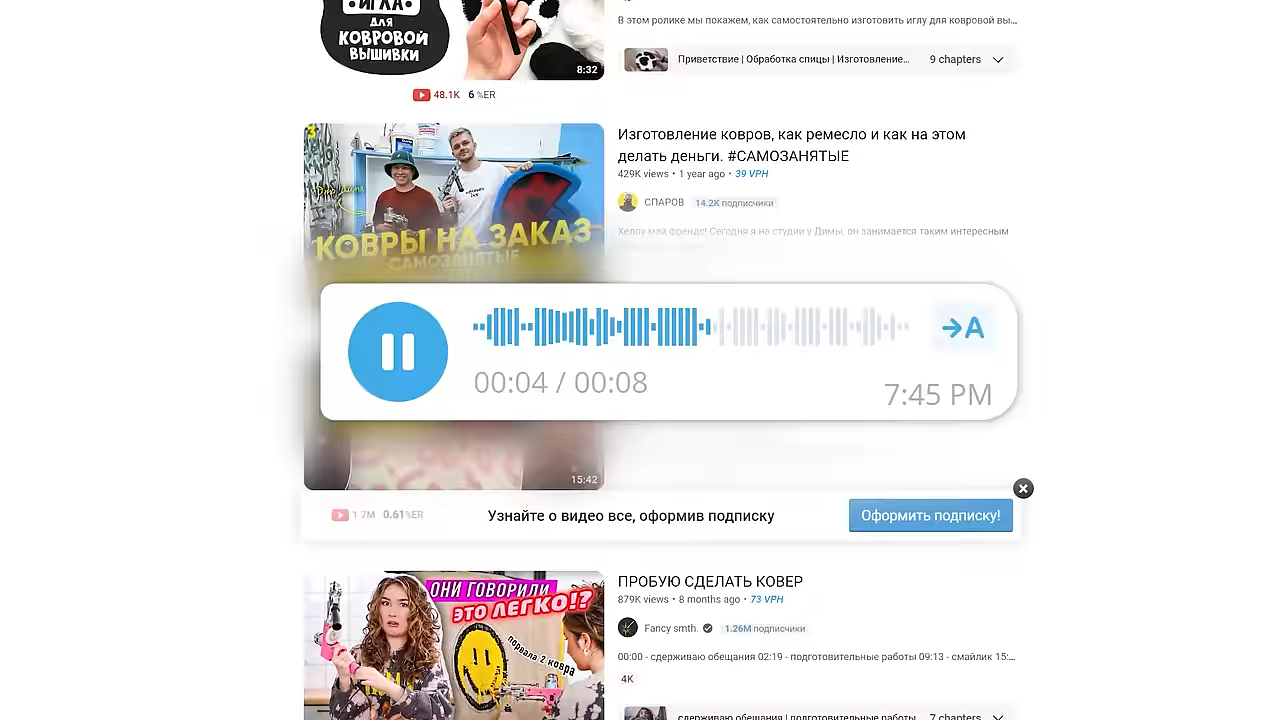 ИГЛА
ДЛЯ
КОВРОВОЙ
ВЫШИВКИ
8:32
В этом ролике мы покажем, как самостоятельно изготовить иглу для ковровой вы...
Приветствие | Обработка спицы | Изготовление...
9 chapters
48.1K 6 %ER
Изготовление ковров, как ремесло и как на этом
делать деньги. #САМОЗАНЯТЫЕ
429K views • 1 year ago • 39 VPH
СПАРОВ 14.2K подписчики
Хелоу май френдс! Сегодня я на студии у Димы, он занимается таким интересным
КОВРЫ НА ЗАКАЗ
САМОЗАНЯТЫЕ
→A
00:04 / 00:08
7:45 PM
15:42
1.7M 0.61%ER
Узнайте о видео все, оформив подписку
Оформить подписку!
ОНИ ГОВОРИЛИ
ЭТО ЛЕГКО!?
порвала 2 ковра
ПРОБУЮ СДЕЛАТЬ КОВЕР
879K views • 8 months ago • 73 VPH
Fancy smth. 1.26M подписчики
00:00 - сдерживаю обещания 02:19 - подготовительные работы 09:13 - смайлик 15:...
4K
сдерживаю обещания | подготовительные работы
7 chapters